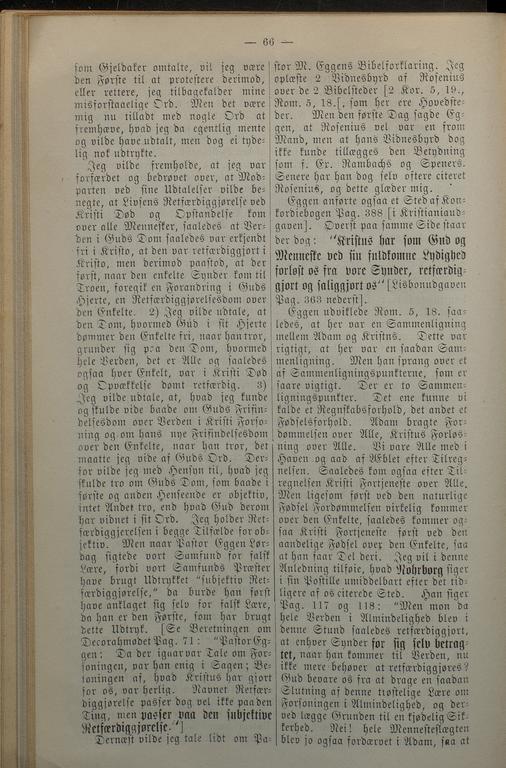 — 66 —
som Gjeldaker omtalte, vil jeg være
den Første til at protestere derimod,
eller rettere, jeg tilbagekalder mine
misforstaaelige Ord. Men det være
mig nu tilladt med nogle Ord at
fremhæve, hvad jeg da egentlig mente
og vilde have udtalt, men dog ei tyde-
lig nok udtrykte.
Jeg vilde fremholde, at jeg var
forfærdet og bedrøvet over, at Mod-
parten ved sine Udtalelser vilde be-
negte, at Livsens Retfærdiggjørelse ved
Kristi Død og Opstandelse kom
over alle Mennesker, saaledes at Ver-
den i Guds Dom saaledes var erkjendt
fri i Kristo, at den var retfærdiggjort i
Kristo, men derimod paastod, at der
først, naar den enkelte Synder kom til
Troen, foregik en Forandring i Guds
Hjerte, en Retfærdiggjørelsesdom over
den Enkelte. 2) Jeg vilde udtale, at
den Dom, hvormed Gud i sit Hjerte
dømmer den Enkelte fri, naar han tror,
grunder sig paa den Dom, hvormed
hele Verden, det er Alle og saaledes
ogsaa hver Enkelt, var i Kristi Død
og Opvækkelse dømt retfærdig. 3)
Jeg vilde udtale, at, hvad jeg kunde
og skulde vide baade om Guds Frifin-
delsesdom over Verden i Kristi Forso-
ning og om hans nye Frifindelsesdom
over den Enkelte, naar han tror, det
maatte jeg vide af Guds Ord. Der-
for vilde jeg med Hensyn til, hvad jeg
skulde tro om Guds Dom, som baade i
første og anden Henseende er objektiv,
intet Andet tro, end hvad Gud derom
har vidnet i sit Ord. Jeg holder Ret-
færdiggjørelsen i begge Tilfælde for ob-
jektiv. Men naar Pastor Eggen Lør-
dag sigtede vort Samfund for falsk
Lære, fordi vort Samfunds Præster
have brugt Udtrykket "subjektiv Ret-
færdiggjørelse," da burde han først
have anklaget sig selv for falsk Lære,
da han er den Første, som har brugt
dette Udtryk. [Se Beretningen om
Decorahmødet Pag. 71: "Pastor Eg-
gen: Da der iguar var Tale om For-
soningen, var han enig i Sagen; Be-
soningen af, hvad Kristus har gjort
for os, var herlig. Navnet Retfær-
diggjørelse passer dog vel ikke paa den
Ting, men passer paa den subjektive
Retfærdiggjørelse."]
Dernæst vilde jeg tale lidt om Pa-
stor M. Eggens Bibelforklaring. Jeg
oplæste 2 Vidnesbyrd af Rosenius
over de 2 Bibelsteder [2 Kor. 5, 19.,
Rom. 5, 18.[, som her ere Hovedste-
der. Men den første Dag sagde Eg-
gen, at Rosenius vel var en from
Mand, men at hans Vidnesbyrd dog
ikke kunde tillægges den Betydning
som f. Ex. Rambachs og Speners.
Senere har han dog selv oftere citeret
Rosenius, og dette glæder mig.
Eggen anførte ogsaa et Sted af Kon-
kordiebogen Pag. 388 [i Kristianiaud-
gaven]. Øverst paa samme Side staar
der dog: "Kristus har som Gud og
Menneske ved sin fuldkomne Lydighed
forløst os fra vore Synder, retfærdig-
gjort og saliggjort os" [Lisbonudgaven
Pag. 363 nederst].
Eggen udviklede Rom. 5, 18. saa-
ledes, at her var en Sammenligning
mellem Adam og Kristus. Dette var
rigtigt, at her var en saadan Sam-
menligning. Men han sprang over et
af Sammenligningspunkterne, som er
saare vigtigt. Der er to Sammen-
ligningspunkter. Det ene kunne vi
kalde et Regnskabsforhold, det andet et
Fødselsforhold. Adam bragte For-
dømmelsen over Alle, Kristus Forløs-
ning over Alle. Vi vare Alle med i
Haven og aad af Æblet efter Tilreg-
nelsen. Saaledes kom ogsaa efter Til-
regnelsen Kristi Fortjeneste over Alle.
Men ligesom først ved den naturlige
Fødsel Fordømmelsen virkelig kommer
over den Enkelte, saaledes kommer og-
saa Kristi Fortjeneste først ved den
aandelige Fødsel over den Enkelte, saa
at han faar Del deri. Jeg vil i denne
Anledning tilføie, hvad Nohrborg siger
i sin Postille umiddelbart efter det tid-
ligere af os citerede Sted. Han siger
Pag. 117 og 118: "Men mon da
hele Verden i Almindelighed blev i
denne Stund saaledes retfærdiggjort,
at enhver Synder for sig selv betrag-
tet, naar han kommer til Verden, nu
ikke mere behøver at retfærdiggjøres?
Gud bevare os fra at drage en saadan
Slutning af denne trøstelige Lære om
Forsoningen i Almindelighed, og der-
ved lægge Grunden til en kjødelig Sik-
kerhed. Nei! hele Menneskeslægten
blev jo ogsaa fordærvet i Adam, saa at